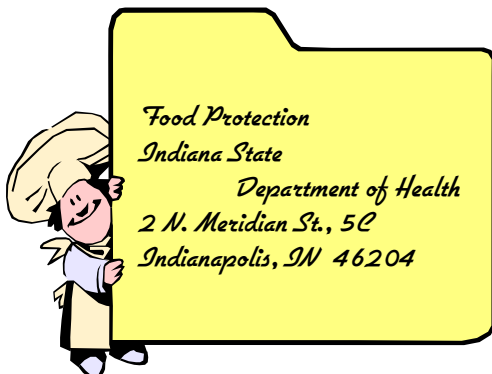 Food Protection
Indiana State
Department of Health
2 N. Meridian St., 5C
Indianapolis, IN 46204